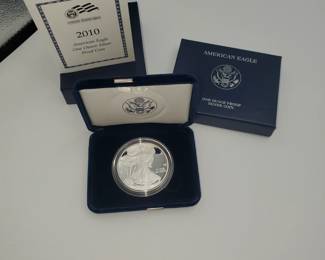 2010
American Eagle
One Ounce Silver
Proof Coin
AMERICAN EAGLE
ONE OUNCE PROOF
SILVER COIN